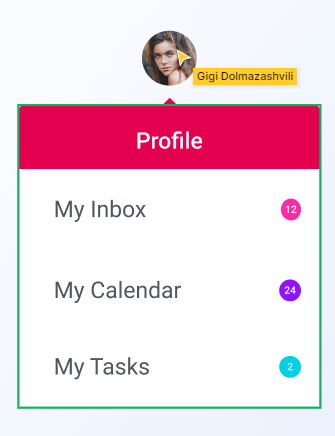 Gigi Dolmazashvili
Profile
My Inbox 12
My Calendar 24
My Tasks 2